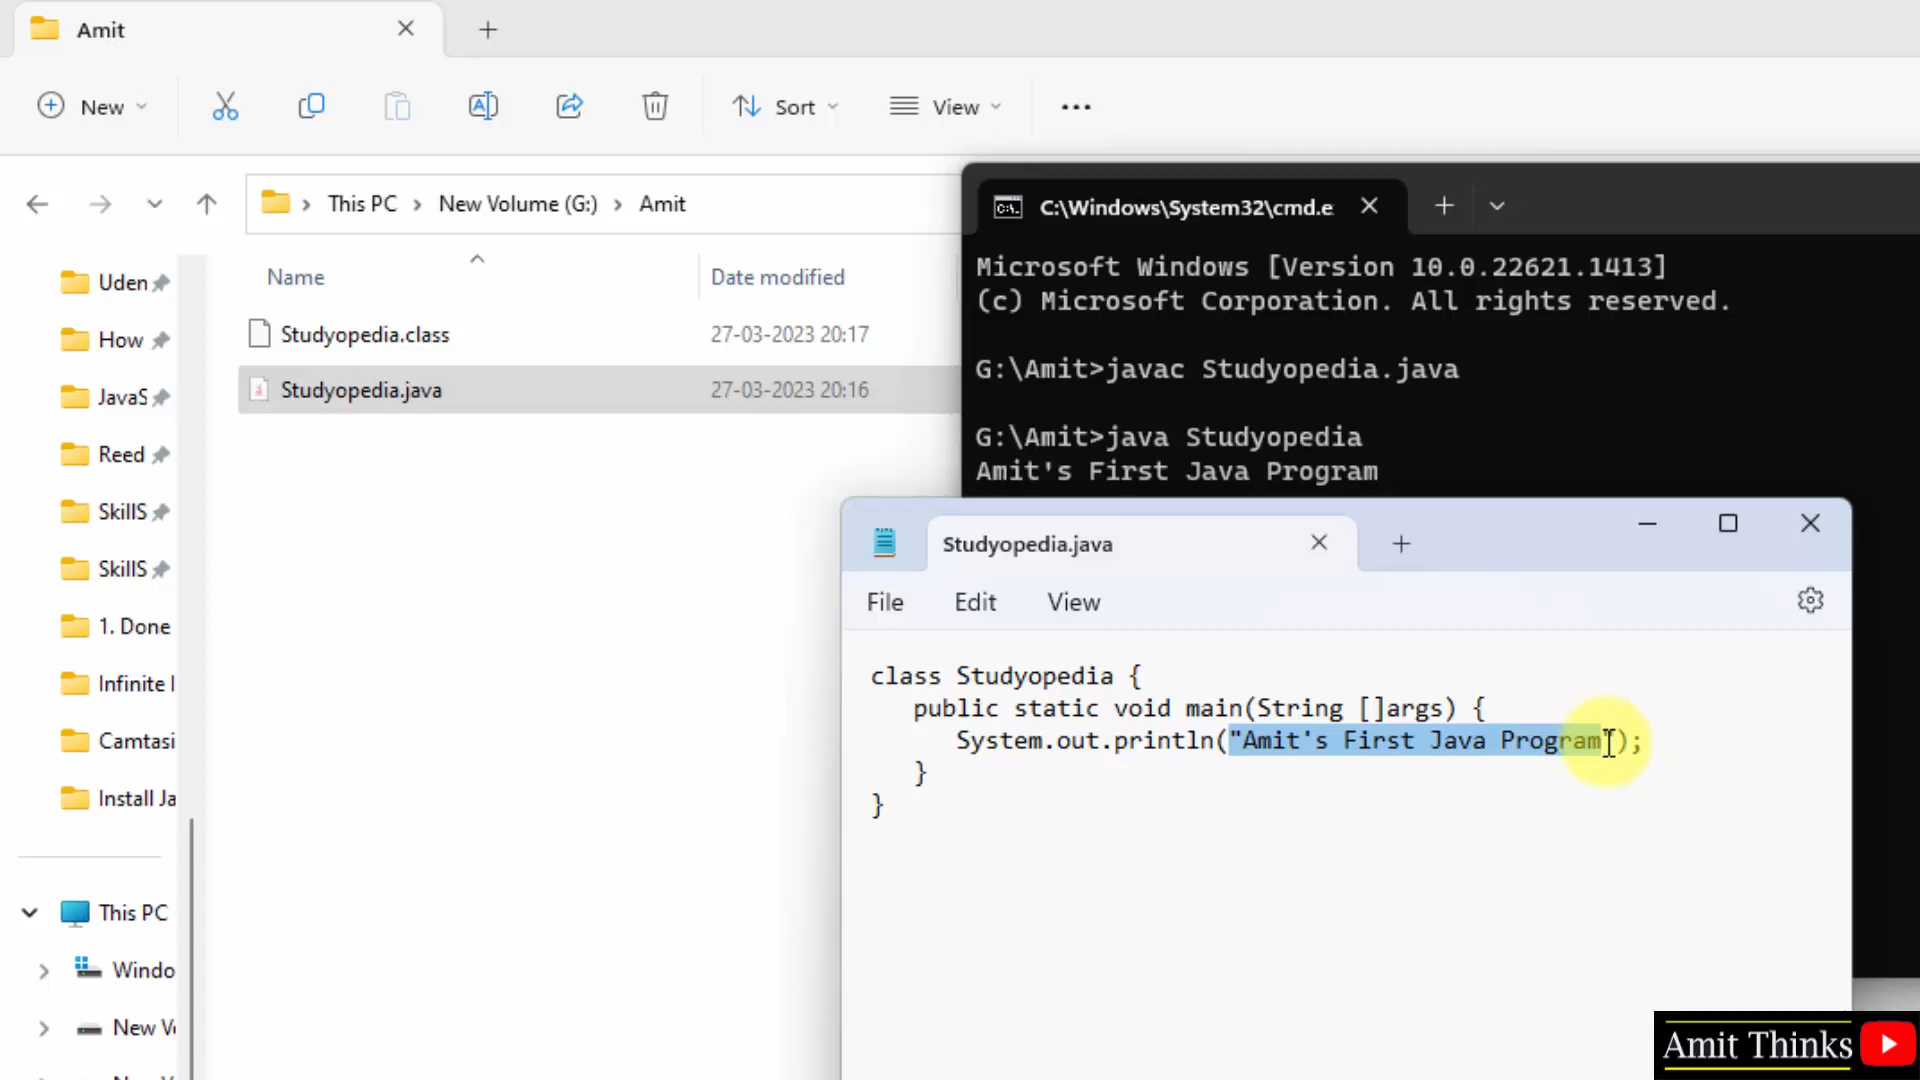 Amit
New
Sort
View
This PC
New Volume (G:)
Amit
Name
Date modified
Studyopedia.class
27-03-2023 20:17
Studyopedia.java
27-03-2023 20:16
Uden
How
JavaS
Reed
SkillS
SkillS
1. Done
Infinite I
Camtasi
Install Ja
This PC
Windo
New Vo
C:\Windows\System32\cmd.e
Microsoft Windows [Version 10.0.22621.1413]
(c) Microsoft Corporation. All rights reserved.
G:\Amit>javac Studyopedia.java
G:\Amit>java Studyopedia
Amit's First Java Program
Studyopedia.java
File
Edit
View
class Studyopedia {
public static void main(String []args) {
System.out.println("Amit's First Java Program");
}
}
Amit Thinks